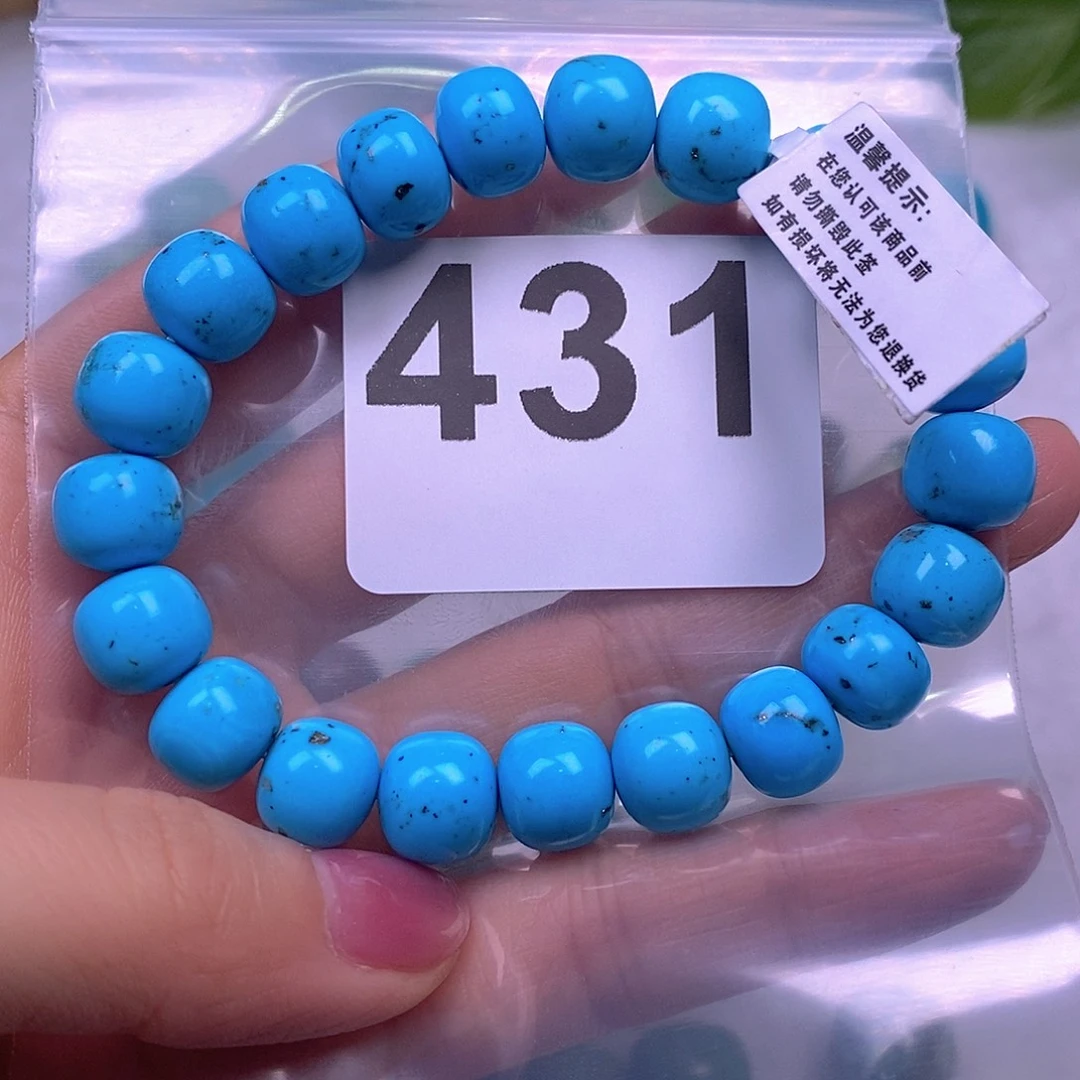 431
温馨提示:
在您认可该商品前
请勿撕毁此签
如有损坏将无法为您退换货